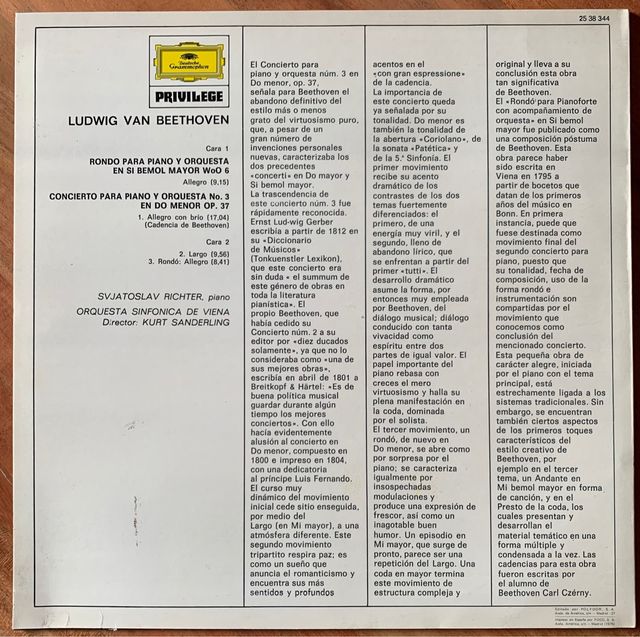 25 38 344
Deutsche
Grammophon
PRIVILEGE
LUDWIG VAN BEETHOVEN
Cara 1
RONDO PARA PIANO Y ORQUESTA
EN SI BEMOL MAYOR WoO 6
Allegro (9,15)
CONCIERTO PARA PIANO Y ORQUESTA No. 3
EN DO MENOR OP. 37
1. Allegro con brio (17,04)
(Cadencia de Beethoven)
Cara 2
2. Largo (9,56)
3. Rondó: Allegro (8,41)
SVJATOSLAV RICHTER, piano
ORQUESTA SINFONICA DE VIENA
Director: KURT SANDERLING
El Concierto para
piano y orquesta núm. 3 en
Do menor, op. 37,
señala para Beethoven el
abandono definitivo del
estilo más o menos
grato del virtuosismo puro,
que, a pesar de un
gran número de
invenciones personales
nuevas, caracterizaba los
dos precedentes
«concerti» en Do mayor y
Si bemol mayor.
La trascendencia de
este concierto núm. 3 fue
rápidamente reconocida.
Ernst Lud-wig Gerber
escribía a partir de 1812 en
su «Diccionario
de Músicos»
(Tonkuenstler Lexikon),
que este concierto era
sin duda « el summum de
este género de obras en
toda la literatura
pianística». El
propio Beethoven, que
había cedido su
Concierto núm. 2 a su
editor por «diez ducados
solamente», ya que no lo
consideraba como «una de
sus mejores obras»,
escribía en abril de 1801 a
Breitkopf & Härtel: «Es de
buena política musical
guardar durante algún
tiempo los mejores
conciertos». Con ello
hacía evidentemente
alusión al concierto en
Do menor, compuesto en
1800 e impreso en 1804,
con una dedicatoria
al príncipe Luis Fernando.
El curso muy
dinámico del movimiento
inicial cede sitio enseguida,
por medio del
Largo (en Mi mayor), a una
atmósfera diferente. Este
segundo movimiento
tripartito respira paz; es
como un sueño que
anuncia el romanticismo y
encuentra sus más
sentidos y profundos
acentos en el
«con gran espressione»
de la cadencia.
La importancia de
este concierto queda
ya señalada por su
tonalidad. Do menor es
también la tonalidad de
la abertura «Coriolano», de
la sonata «Patética» y
de la 5.ª Sinfonía. El
primer movimiento
recibe su acento
dramático de los
contrastes de los dos
temas fuertemente
diferenciados: el
primero, de una
energía muy viril, y el
segundo, lleno de
abandono lírico, que
se enfrentan a partir del
primer «tutti». El
desarrollo dramático
asume la forma, por
entonces muy empleada
por Beethoven, del
diálogo musical; diálogo
conducido con tanta
vivacidad como
espíritu entre dos
partes de igual valor. El
papel importante del
piano rebasa con
creces el mero
virtuosismo y halla su
plena manifestación en
la coda, dominada
por el solista.
El tercer movimiento, un
rondó, de nuevo en
Do menor, se abre como
por sorpresa por el
piano; se caracteriza
igualmente por
insospechadas
modulaciones y
produce una expresión de
frescor, así como un
inagotable buen
humor. Un episodio en
Mi mayor, que surge de
pronto, parece ser una
repetición del Largo. Una
coda en mayor termina
este movimiento de
estructura compleja y
original y lleva a su
conclusión esta obra
tan significativa
de Beethoven.
El «Rondó para Pianoforte
con acompañamiento de
orquesta» en Si bemol
mayor fue publicado como
una composición póstuma
de Beethoven. Esta
obra parece haber
sido escrita en
Viena en 1795 a
partir de bocetos que
datan de los primeros
años del músico en
Bonn. En primera
instancia, puede que
fuese destinada como
movimiento final del
segundo concierto para
piano, puesto que
su tonalidad, fecha de
composición, uso de la
forma rondó e
instrumentación son
compartidas por el
movimiento que
conocemos como
conclusión del
mencionado concierto.
Esta pequeña obra de
carácter alegre, iniciada
por el piano con el tema
principal, está
estrechamente ligada a los
sistemas tradicionales. Sin
embargo, se encuentran
también ciertos aspectos
de los primeros toques
característicos del
estilo creativo de
Beethoven, por
ejemplo en el tercer
tema, un Andante en
Mi bemol mayor en forma
de canción, y en el
Presto de la coda, los
cuales presentan y
desarrollan el
material temático en una
forma múltiple y
condensada a la vez. Las
cadencias para esta obra
fueron escritas por
el alumno de
Beethoven Carl Czérny.
Editado por POLYDOR, S. A.